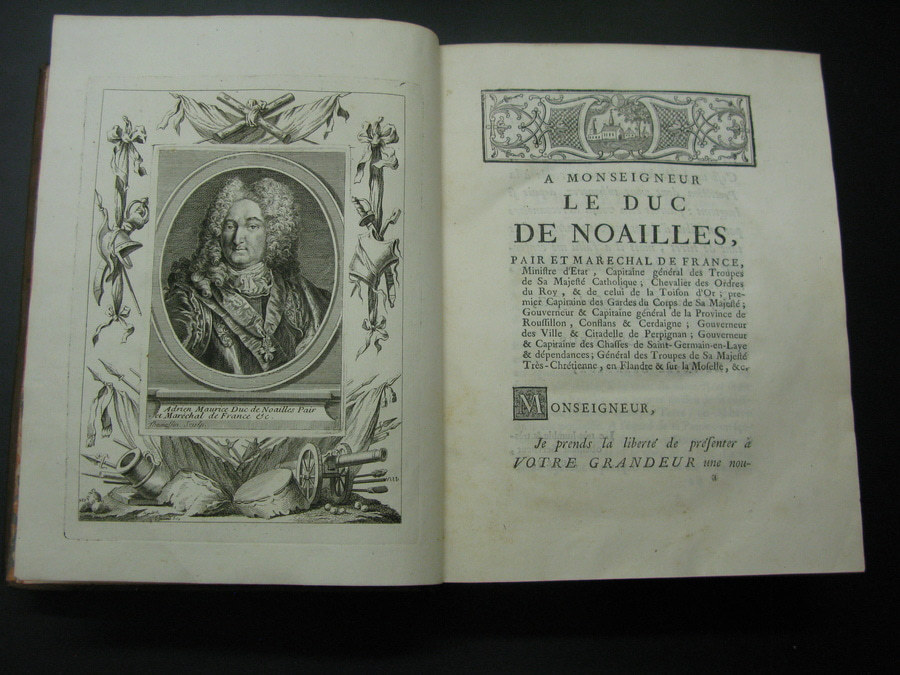 Adrien Maurice Duc de Noailles Pair
et Maréchal de France &c.
Sculp.
A MONSEIGNEUR
LE DUC
DE NOAILLES,
PAIR ET MARECHAL DE FRANCE,
Miniſtre d'Etat, Capitaine général des Troupes
de Sa Majeſté Catholique; Chevalier des Ordres
du Roy, & de celui de la Toiſon d'Or; pre-
mier Capitaine des Gardes du Corps de Sa Majeſté;
Gouverneur & Capitaine général de la Province de
Rouſſillon, Conflans & Cerdaigne; Gouverneur
des Ville & Citadelle de Perpignan; Gouverneur
& Capitaine des Chaſſes de Saint-Germain-en-Laye
& dépendances; Général des Troupes de Sa Majeſté
Très-Chrétienne, en Flandre & ſur la Moſelle, &c.
MONSEIGNEUR,
Je prends la liberté de préſenter à
VOTRE GRANDEUR une nou-
a